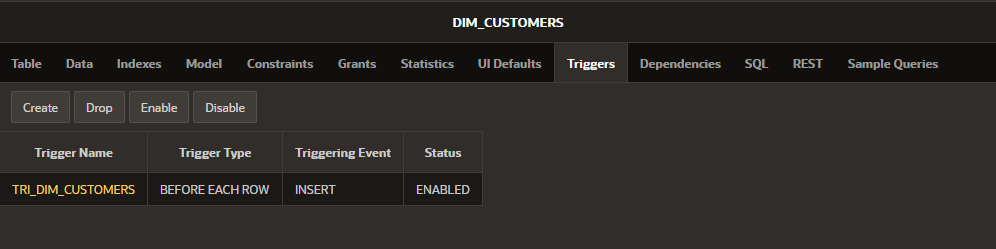 DIM_CUSTOMERS
Table Data Indexes Model Constraints Grants Statistics UI Defaults Triggers Dependencies SQL REST Sample Queries
Create Drop Enable Disable
Trigger Name Trigger Type Triggering Event Status
TRI_DIM_CUSTOMERS BEFORE EACH ROW INSERT ENABLED